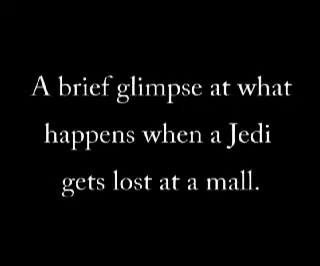 A brief glimpse at what
happens when a Jedi
gets lost at a mall.